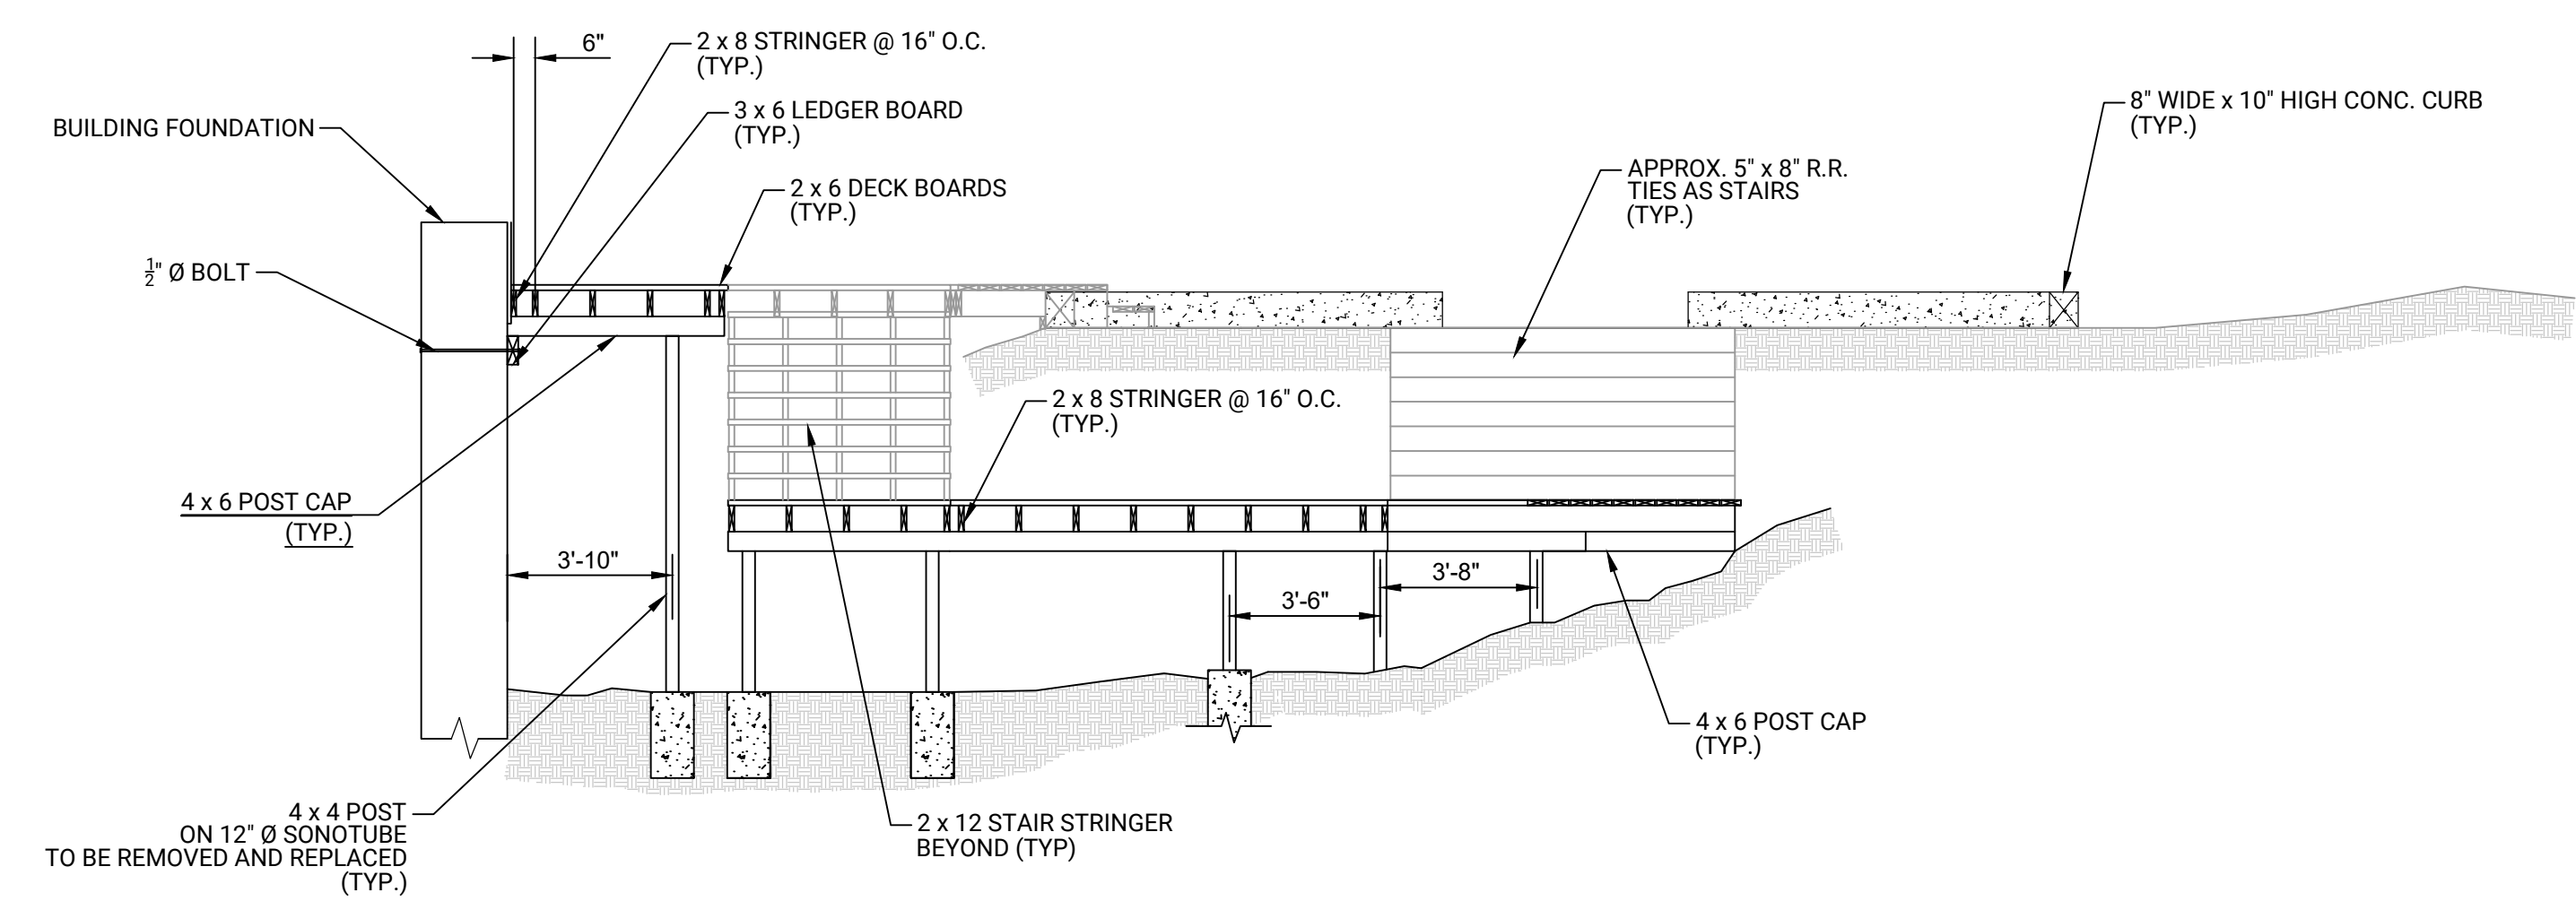 6"
2 x 8 STRINGER @ 16" O.C.
(TYP.)
3 x 6 LEDGER BOARD
(TYP.)
BUILDING FOUNDATION
8" WIDE x 10" HIGH CONC. CURB
(TYP.)
APPROX. 5" x 8" R.R.
TIES AS STAIRS
(TYP.)
2 x 6 DECK BOARDS
(TYP.)
½" Ø BOLT
2 x 8 STRINGER @ 16" O.C.
(TYP.)
4 x 6 POST CAP
(TYP.)
3'-10"
3'-8"
3'-6"
4 x 6 POST CAP
(TYP.)
4 x 4 POST
ON 12" Ø SONOTUBE
TO BE REMOVED AND REPLACED
(TYP.)
2 x 12 STAIR STRINGER
BEYOND (TYP)